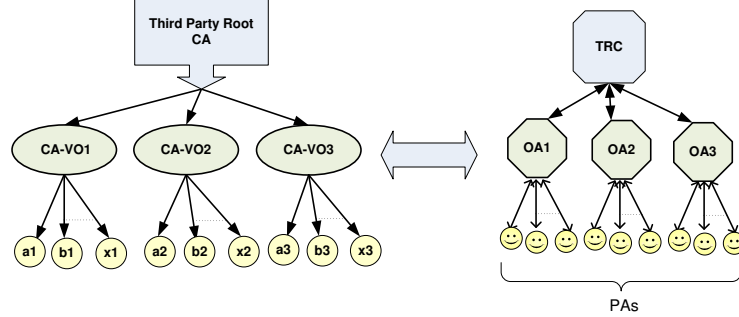 Third Party Root
CA
TRC
CA-VO1
CA-VO2
CA-VO3
OA1
OA2
OA3
a1
b1
x1
a2
b2
x2
a3
b3
x3
PAs